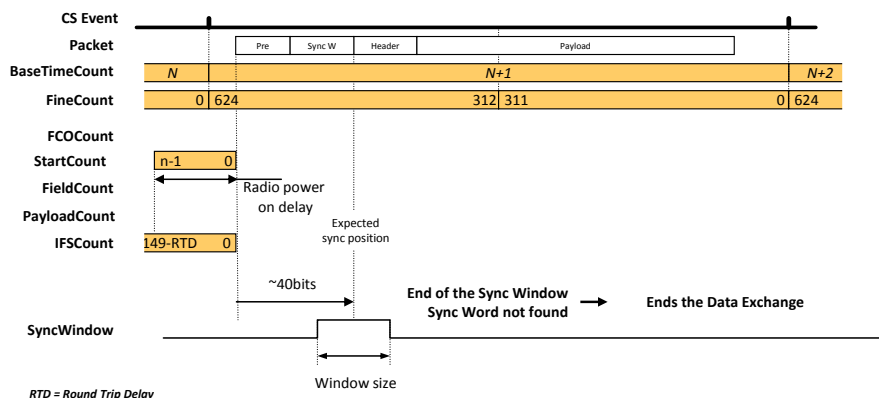 CS Event
Packet Pre Sync W Header Payload
BaseTimeCount N N+1 N+2
FineCount 0 624 312 311 0 624
FCOCount
StartCount n-1 0
FieldCount
Radio power
on delay
PayloadCount
Expected
sync position
IFSCount 149-RTD 0
~40bits
End of the Sync Window
Sync Word not found
Ends the Data Exchange
SyncWindow
Window size
RTD = Round Trip Delay